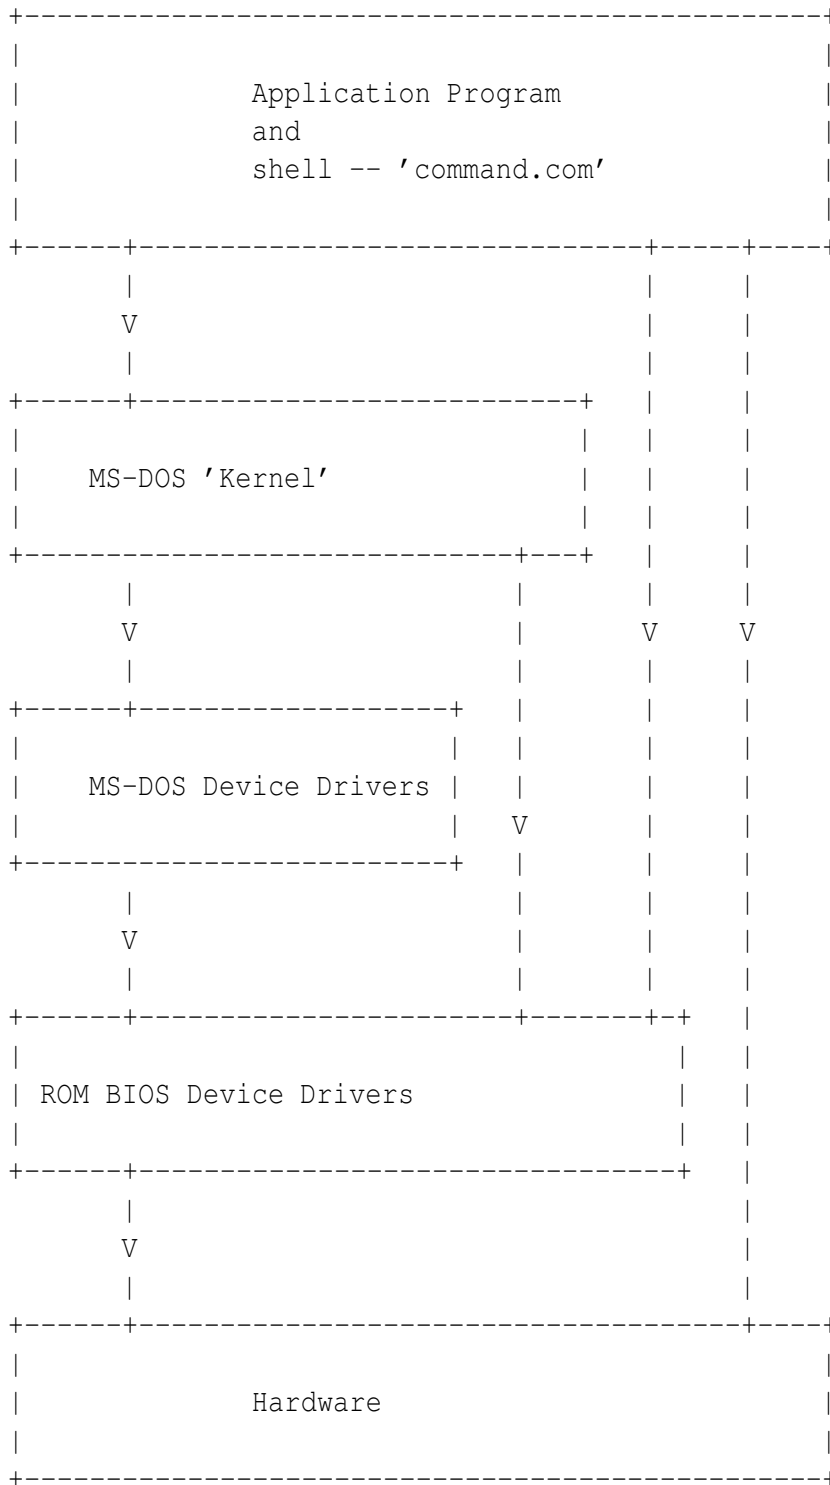 Application Program
and
shell -- 'command.com'
V
MS-DOS 'Kernel'
V
V V
MS-DOS Device Drivers
V
V
ROM BIOS Device Drivers
V
Hardware